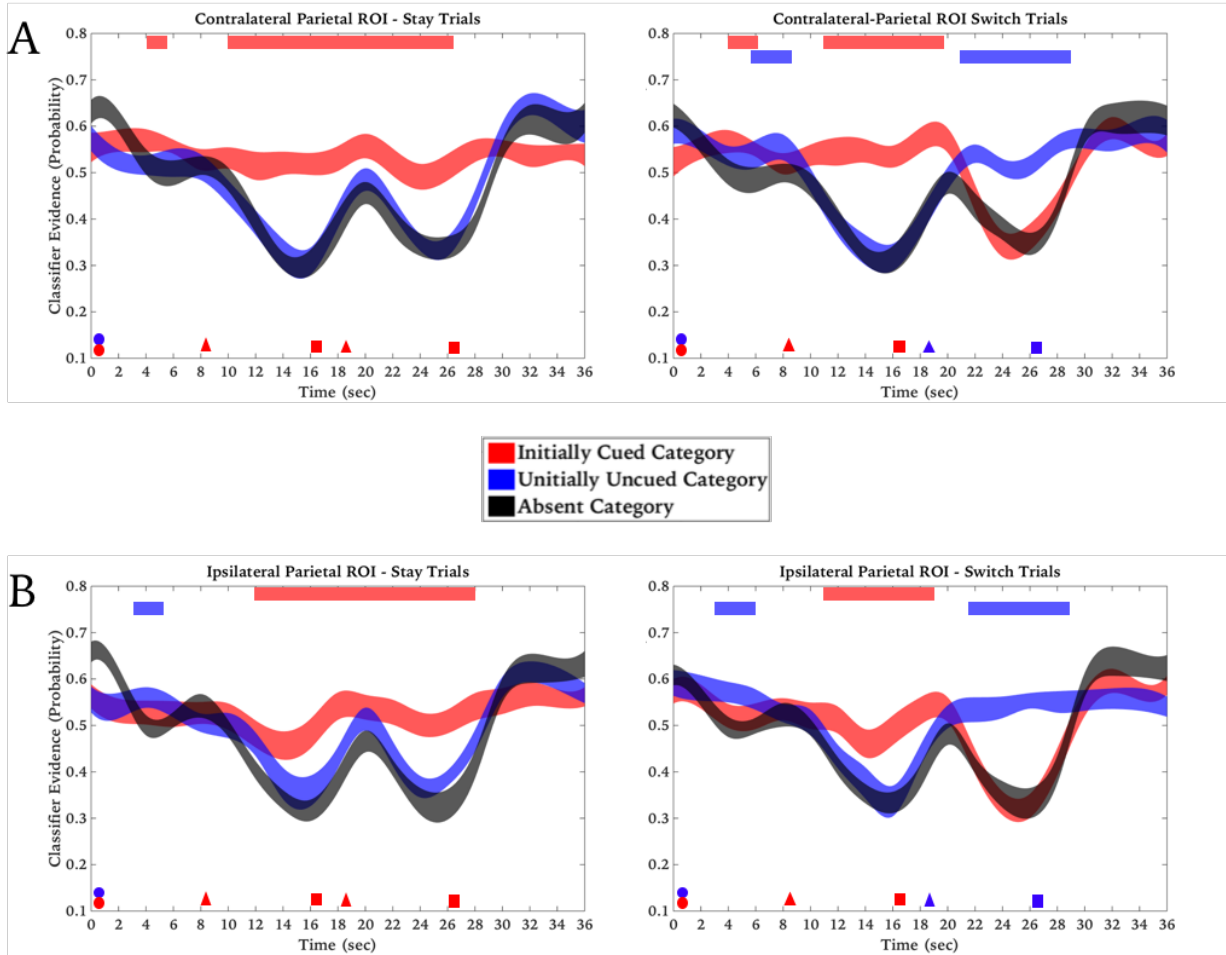 A
Contralateral Parietal ROI - Stay Trials
Classifier Evidence (Probability)
0.8
0.7
0.6
0.5
0.4
0.3
0.2
0.1
0 2 4 6 8 10 12 14 16 18 20 22 24 26 28 30 32 34 36
Time (sec)
Contralateral-Parietal ROI Switch Trials
0.8
0.7
0.6
0.5
0.4
0.3
0.2
0.1
0 2 4 6 8 10 12 14 16 18 20 22 24 26 28 30 32 34 36
Time (sec)
Initially Cued Category
Unitially Uncued Category
Absent Category
B
Ipsilateral Parietal ROI - Stay Trials
Classifier Evidence (Probability)
0.8
0.7
0.6
0.5
0.4
0.3
0.2
0.1
0 2 4 6 8 10 12 14 16 18 20 22 24 26 28 30 32 34 36
Time (sec)
Ipsilateral Parietal ROI - Switch Trials
0.8
0.7
0.6
0.5
0.4
0.3
0.2
0.1
0 2 4 6 8 10 12 14 16 18 20 22 24 26 28 30 32 34 36
Time (sec)